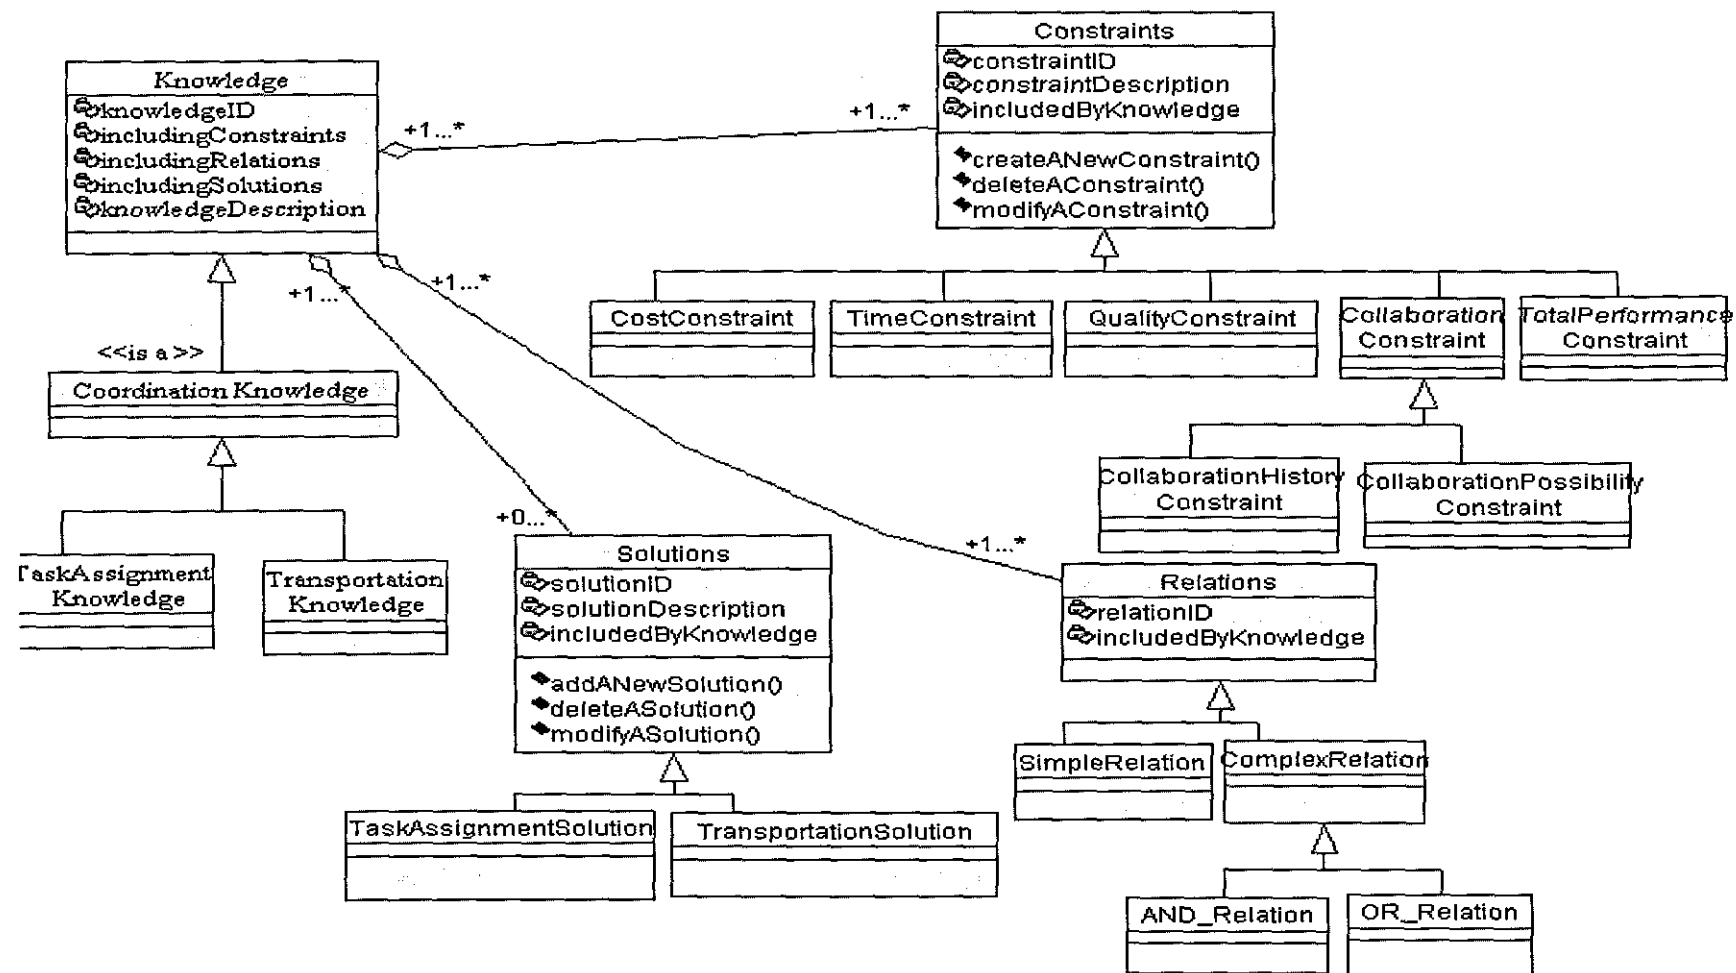 Constraints
constraintID
constraintDescription
includedByKnowledge
createANewConstraint()
deleteAConstraint()
modifyAConstraint()
Knowledge
knowledgeID
includingConstraints
includingRelations
includingSolutions
knowledgeDescription
+1...*
+1...*
+1...*
+1...*
<<is a>>
Coordination Knowledge
CostConstraint
TimeConstraint
QualityConstraint
Collaboration
Constraint
TotalPerformance
Constraint
CollaborationHistory
Constraint
CollaborationPossibility
Constraint
+0...*
+1...*
TaskAssignment
Knowledge
Transportation
Knowledge
Solutions
solutionID
solutionDescription
includedByKnowledge
addANewSolution()
deleteASolution()
modifyASolution()
Relations
relationID
includedByKnowledge
SimpleRelation
ComplexRelation
TaskAssignmentSolution
TransportationSolution
AND_Relation
OR_Relation